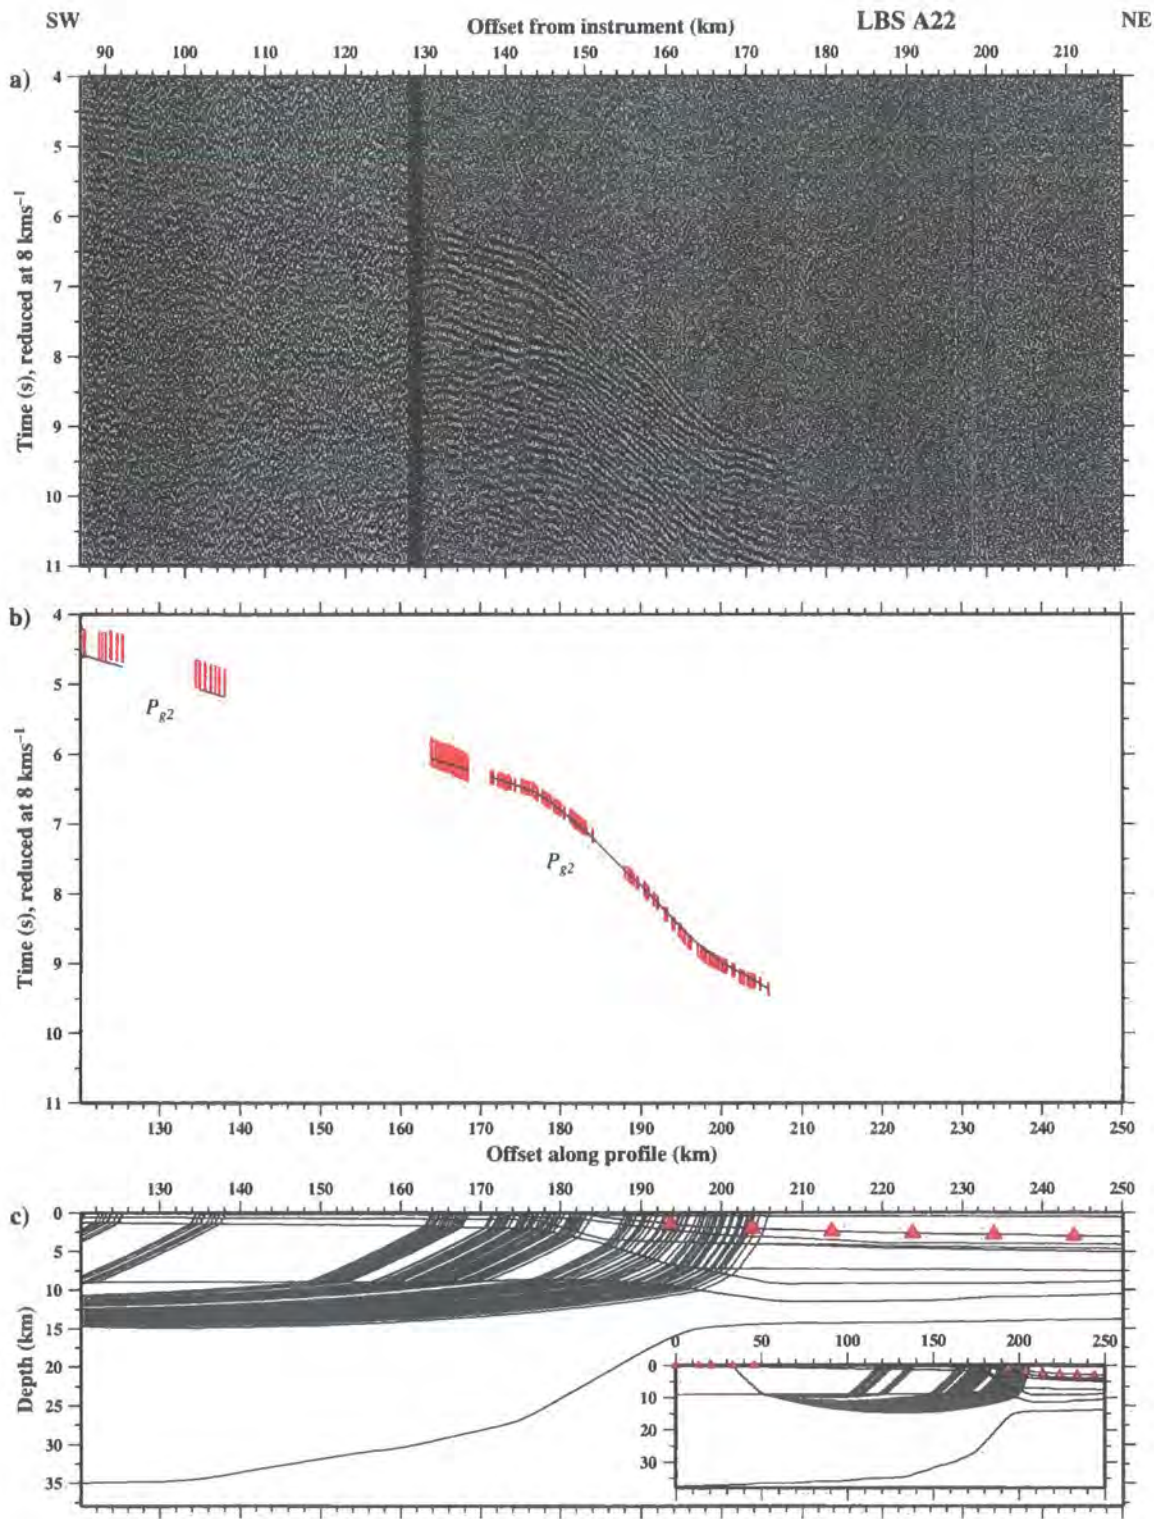 SW Offset from instrument (km) LBS A22 NE
90 100 110 120 130 140 150 160 170 180 190 200 210
a)
4
5
6
7
8
9
10
11
Time (s), reduced at 8 kms⁻¹
b)
4
5
6
7
8
9
10
11
Time (s), reduced at 8 kms⁻¹
P_g2
P_g2
130 140 150 160 170 180 190 200 210 220 230 240 250
Offset along profile (km)
130 140 150 160 170 180 190 200 210 220 230 240 250
c)
0
5
10
15
20
25
30
35
Depth (km)
0 50 100 150 200 250
0
10
20
30